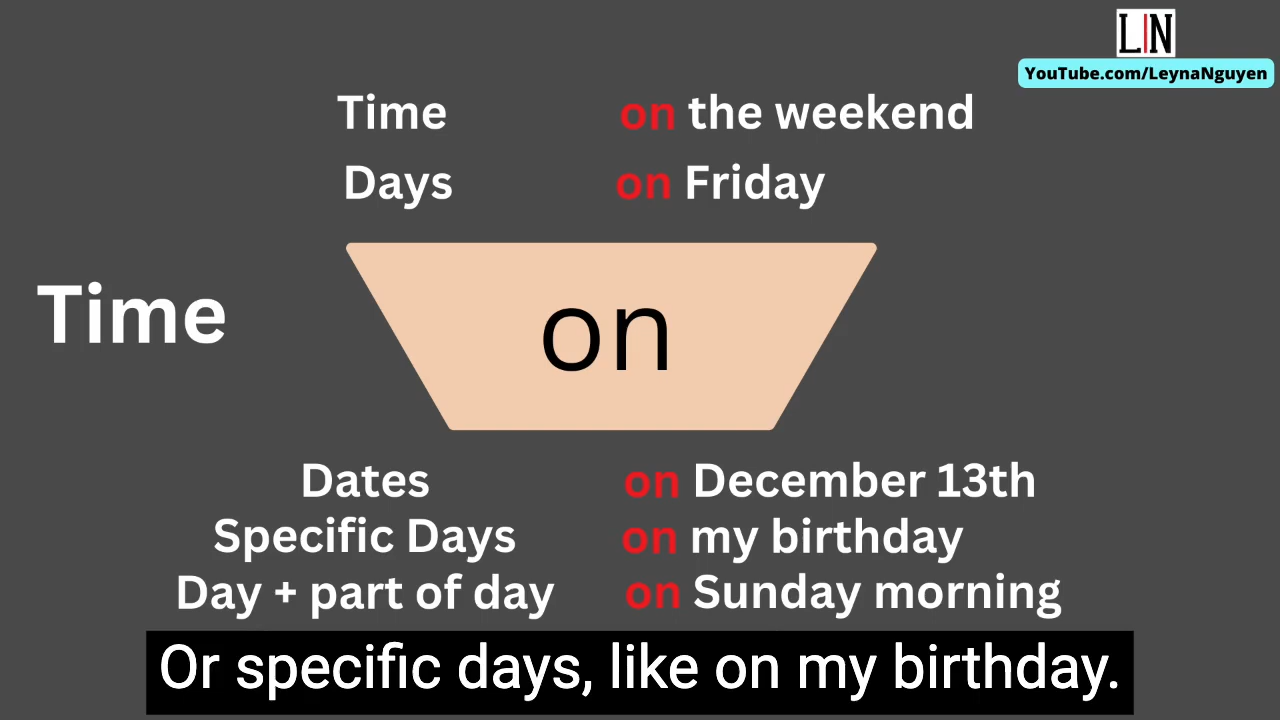 LIN
YouTube.com/LeynaNguyen
Time on the weekend
Days on Friday
Time
on
Dates on December 13th
Specific Days on my birthday
Day + part of day on Sunday morning
Or specific days, like on my birthday.